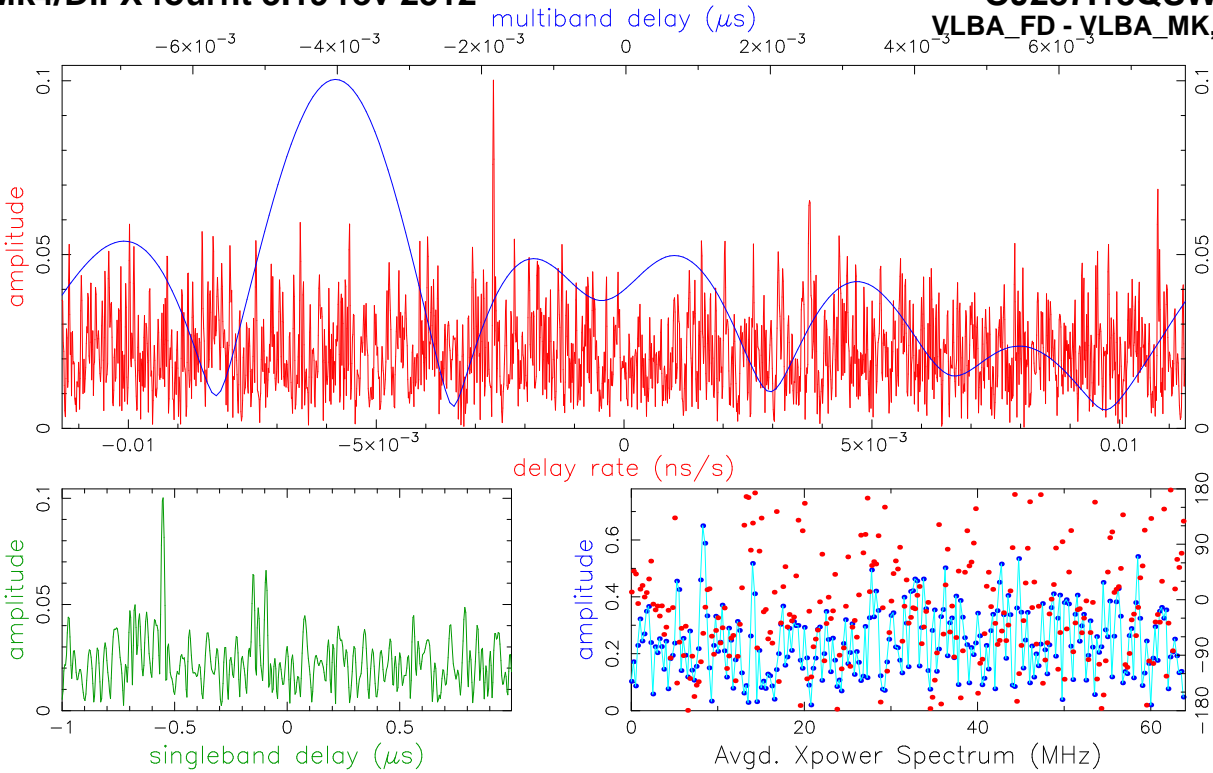 multiband delay (μs)
VLBA_FD - VLBA_MK,
−6×10⁻³ −4×10⁻³ −2×10⁻³ 0 2×10⁻³ 4×10⁻³ 6×10⁻³
amplitude
0 0.05 0.1
0 0.05 0.1
−0.01 −5×10⁻³ 0 5×10⁻³ 0.01
delay rate (ns/s)
amplitude
0 0.05 0.1
−1 −0.5 0 0.5
singleband delay (μs)
amplitude
0 0.2 0.4 0.6
−180 −90 0 90 180
0 20 40 60
Avgd. Xpower Spectrum (MHz)